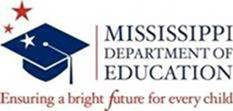 MISSISSIPPI
DEPARTMENT OF
EDUCATION
Ensuring a bright future for every child